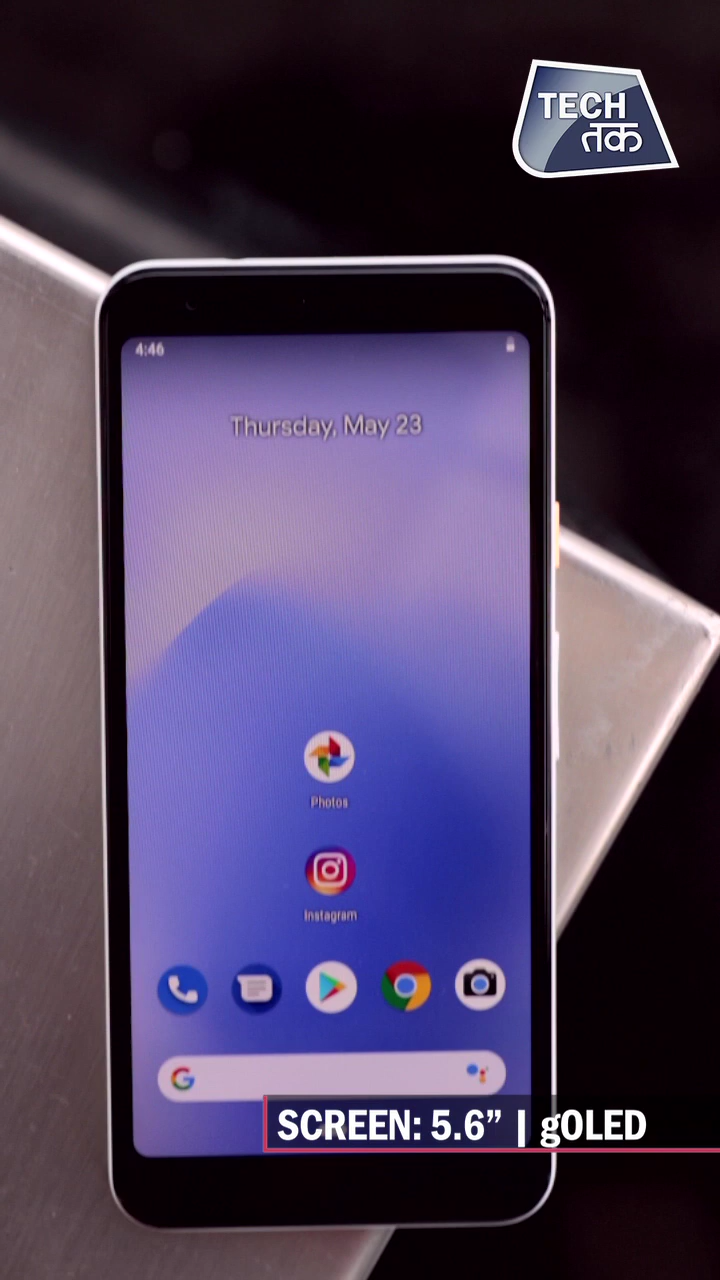 TECH
तक
4:46
Thursday, May 23
Photos
Instagram
G
SCREEN: 5.6” | gOLED